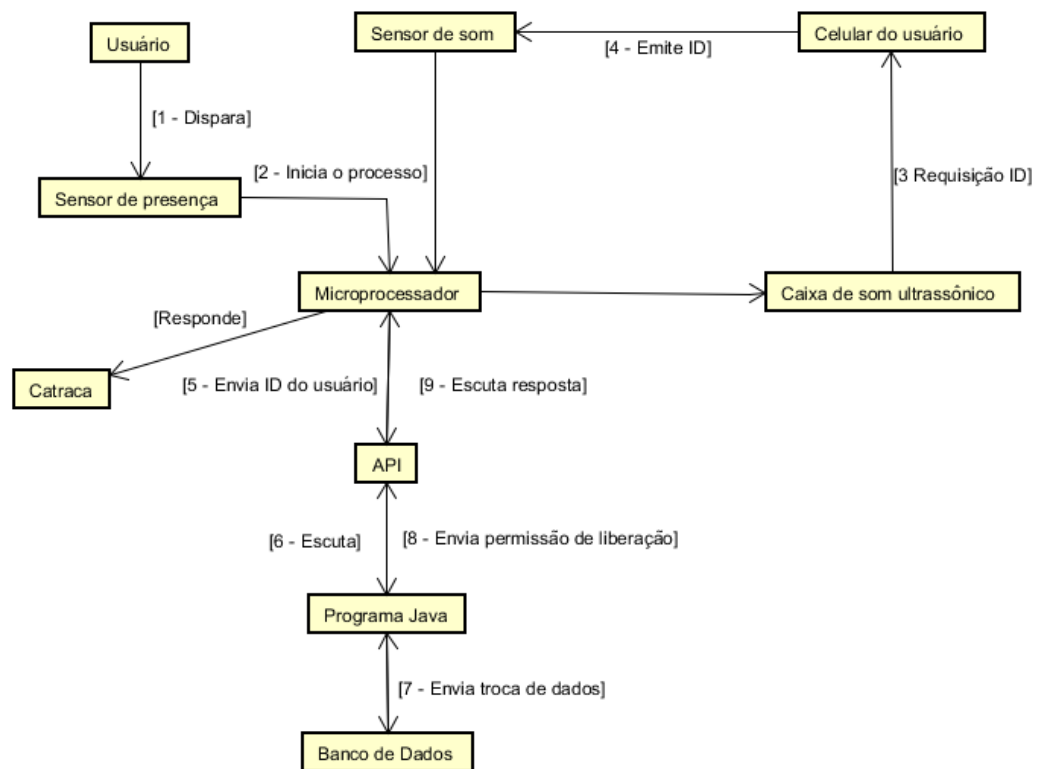 Usuário
Sensor de som
Celular do usuário
[4 - Emite ID]
[1 - Dispara]
[2 - Inicia o processo]
[3 Requisição ID]
Sensor de presença
Microprocessador
Caixa de som ultrassônico
[Responde]
Catraca
[5 - Envia ID do usuário]
[9 - Escuta resposta]
API
[6 - Escuta]
[8 - Envia permissão de liberação]
Programa Java
[7 - Envia troca de dados]
Banco de Dados